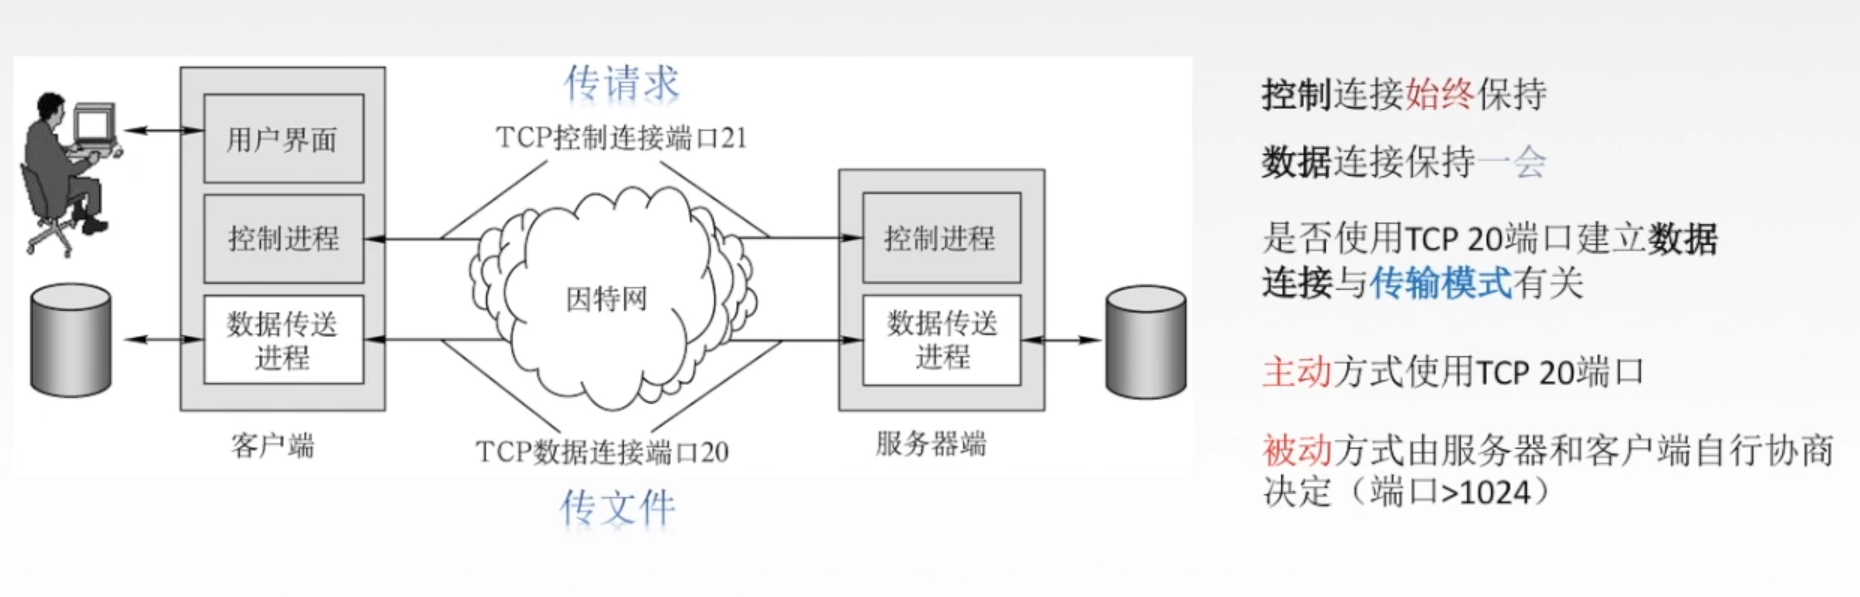 传请求
TCP控制连接端口21
用户界面
控制进程
数据传送
进程
因特网
控制进程
数据传送
进程
客户端
TCP数据连接端口20
服务器端
传文件
控制连接始终保持
数据连接保持一会
是否使用TCP 20端口建立数据
连接与传输模式有关
主动方式使用TCP 20端口
被动方式由服务器和客户端自行协商
决定（端口>1024）